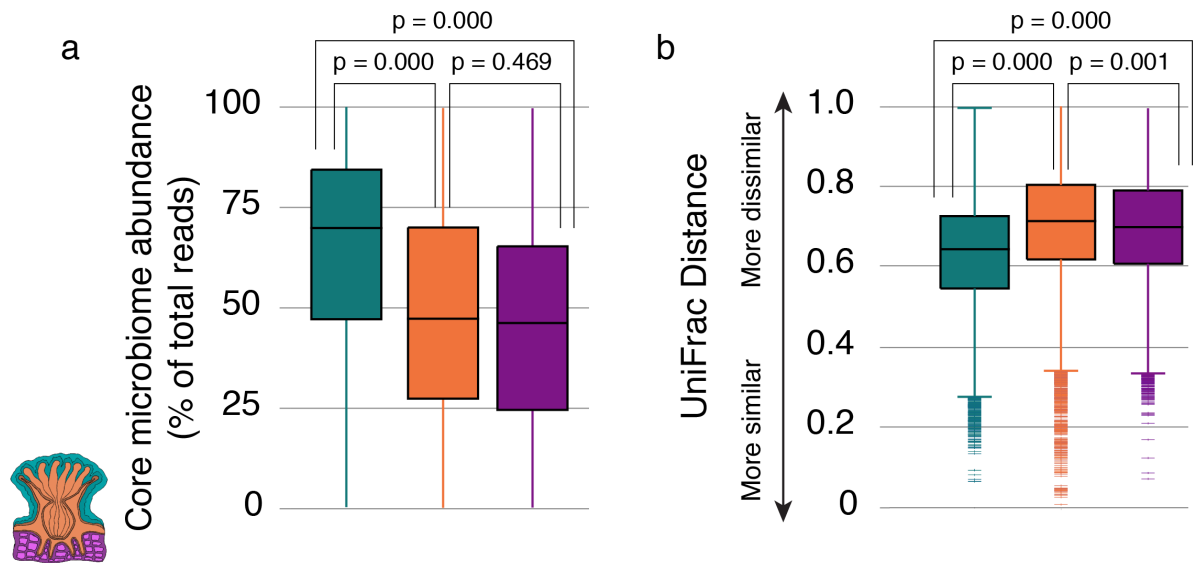 a
p = 0.000
p = 0.000
p = 0.469
Core microbiome abundance
(% of total reads)
100
75
50
25
0
b
p = 0.000
p = 0.000
p = 0.001
UniFrac Distance
More dissimilar
More similar
1.0
0.8
0.6
0.4
0.2
0